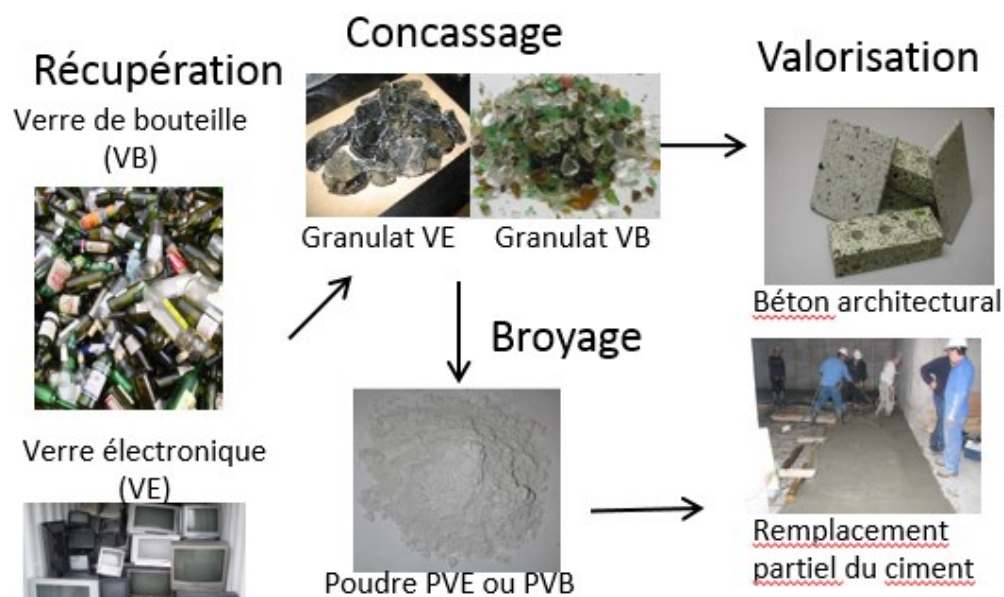 Récupération
Verre de bouteille
(VB)
Verre électronique
(VE)
Concassage
Granulat VE
Granulat VB
Broyage
Poudre PVE ou PVB
Valorisation
Béton architectural
Remplacement
partiel du ciment